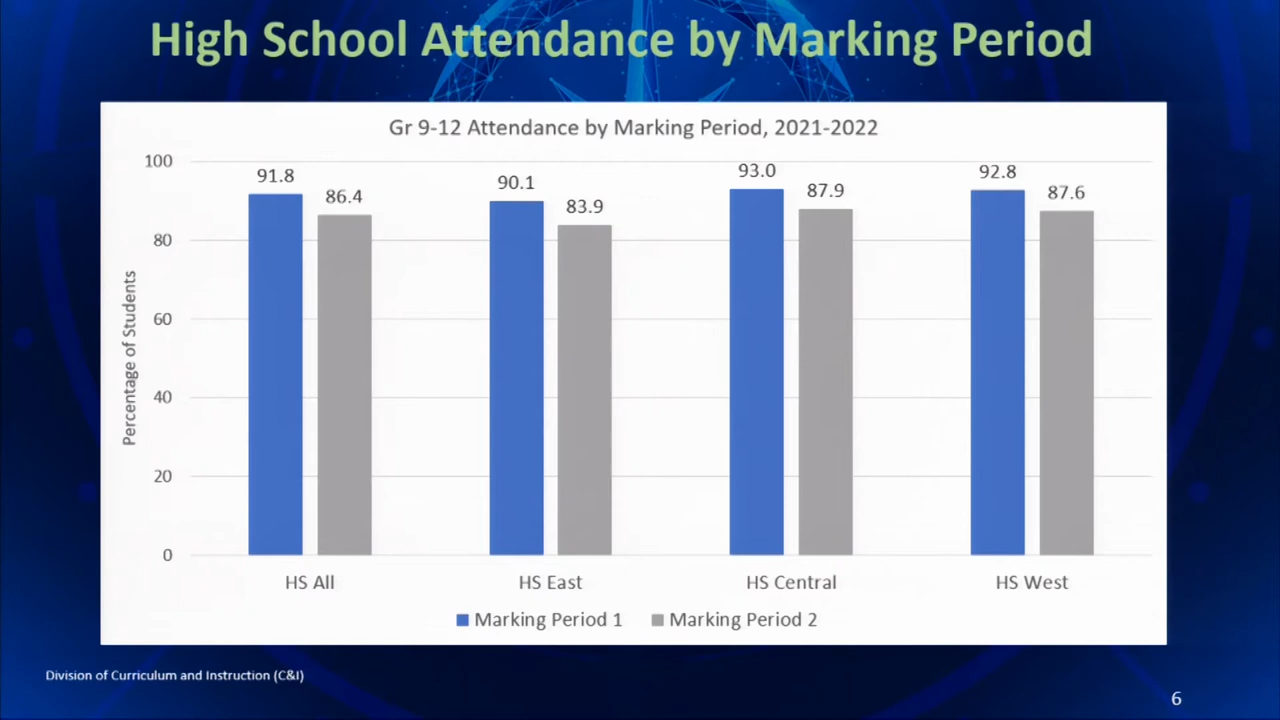 High School Attendance by Marking Period
Gr 9-12 Attendance by Marking Period, 2021-2022
Percentage of Students
100
80
60
40
20
0
91.8
86.4
90.1
83.9
93.0
87.9
92.8
87.6
HS All
HS East
HS Central
HS West
Marking Period 1
Marking Period 2
Division of Curriculum and Instruction (C&I)
6